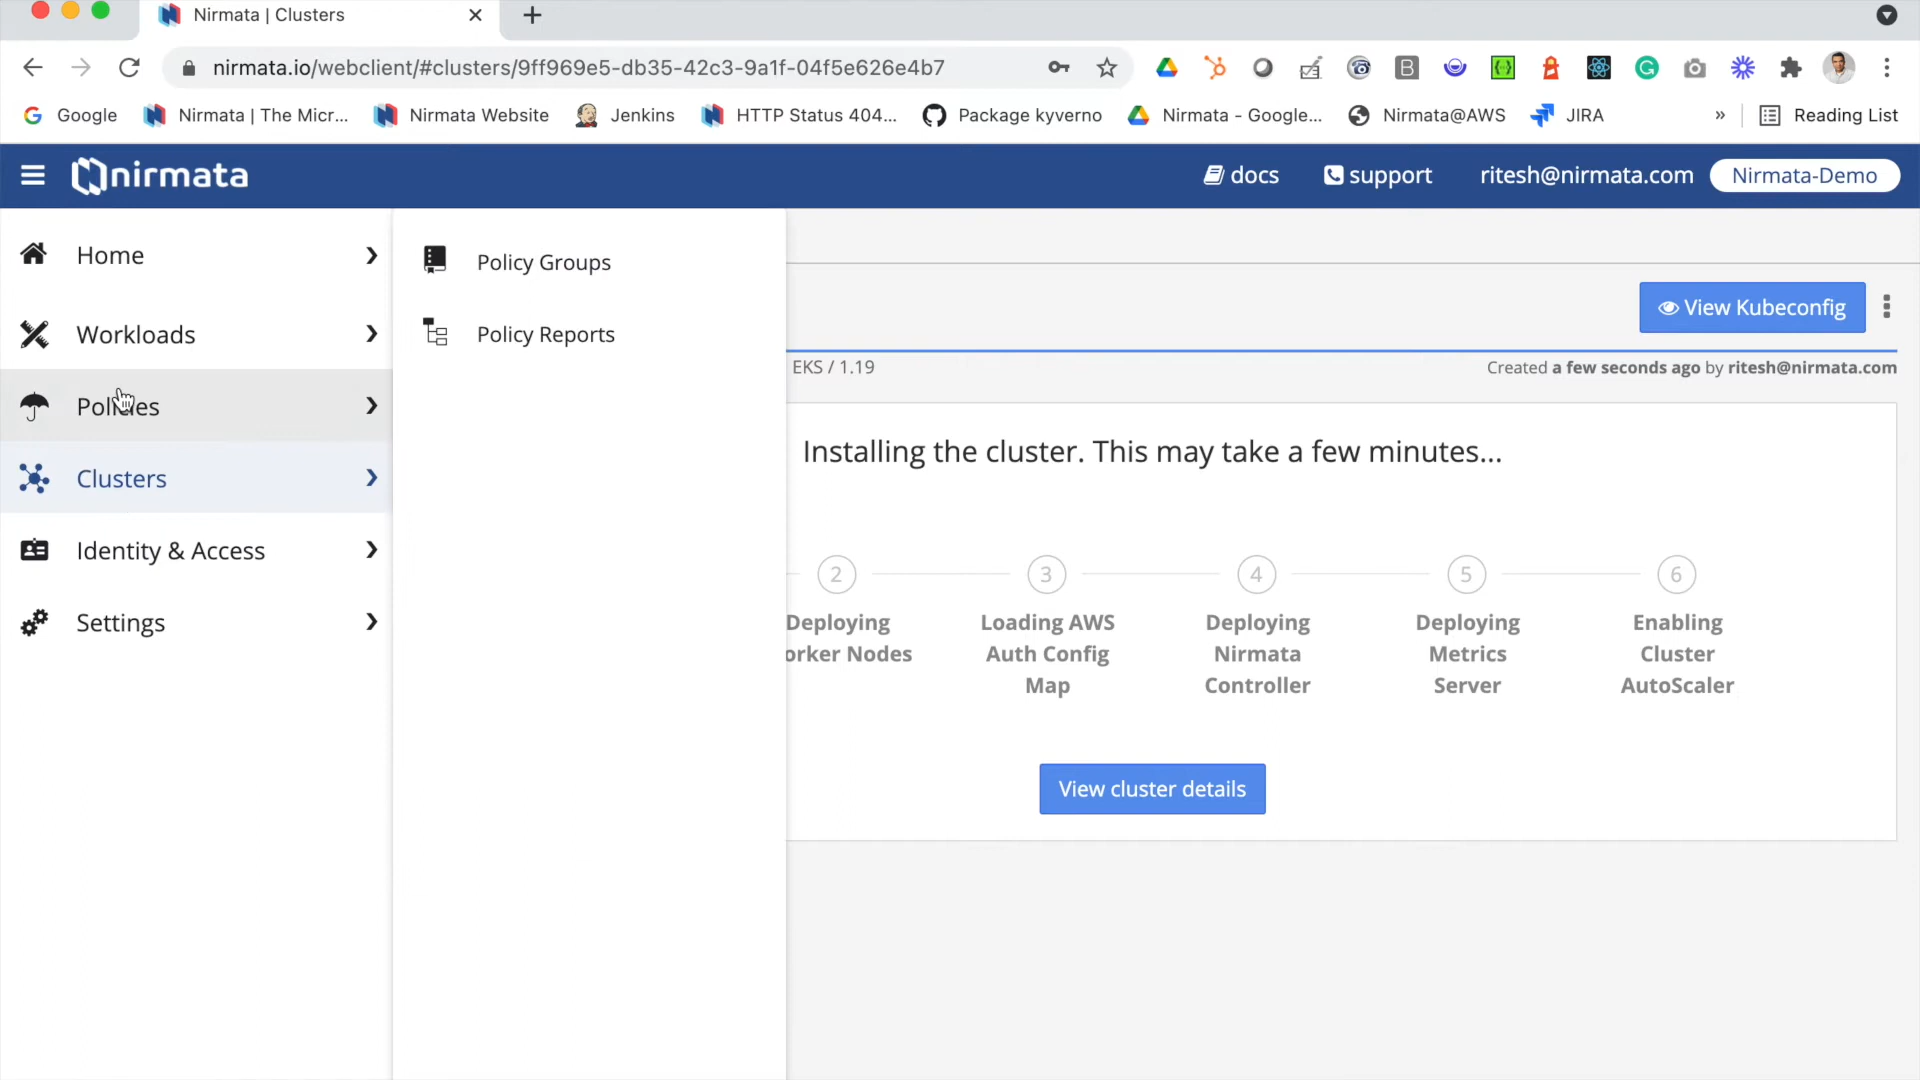 Nirmata | Clusters
nirmata.io/webclient/#clusters/9ff969e5-db35-42c3-9a1f-04f5e626e4b7
Google
Nirmata | The Micr...
Nirmata Website
Jenkins
HTTP Status 404...
Package kyverno
Nirmata - Google...
Nirmata@AWS
JIRA
»
Reading List
nirmata
docs
support
ritesh@nirmata.com
Nirmata-Demo
Home
Workloads
Policies
Clusters
Identity & Access
Settings
Policy Groups
Policy Reports
View Kubeconfig
EKS / 1.19
Created a few seconds ago by ritesh@nirmata.com
Installing the cluster. This may take a few minutes...
2
3
4
5
6
Deploying
orker Nodes
Loading AWS
Auth Config
Map
Deploying
Nirmata
Controller
Deploying
Metrics
Server
Enabling
Cluster
AutoScaler
View cluster details